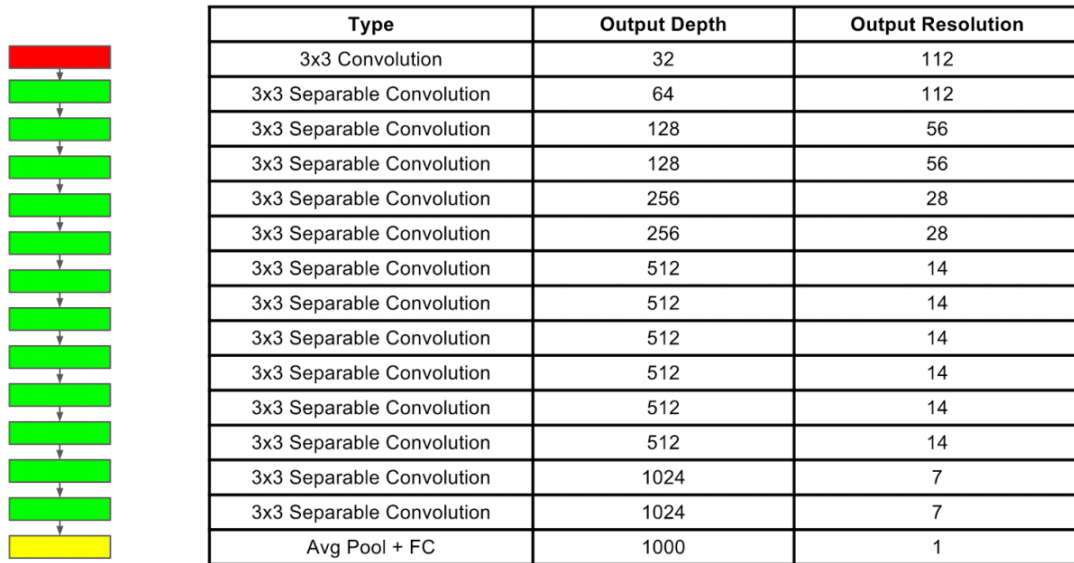 Type Output Depth Output Resolution
3x3 Convolution 32 112
3x3 Separable Convolution 64 112
3x3 Separable Convolution 128 56
3x3 Separable Convolution 128 56
3x3 Separable Convolution 256 28
3x3 Separable Convolution 256 28
3x3 Separable Convolution 512 14
3x3 Separable Convolution 512 14
3x3 Separable Convolution 512 14
3x3 Separable Convolution 512 14
3x3 Separable Convolution 512 14
3x3 Separable Convolution 512 14
3x3 Separable Convolution 1024 7
3x3 Separable Convolution 1024 7
Avg Pool + FC 1000 1